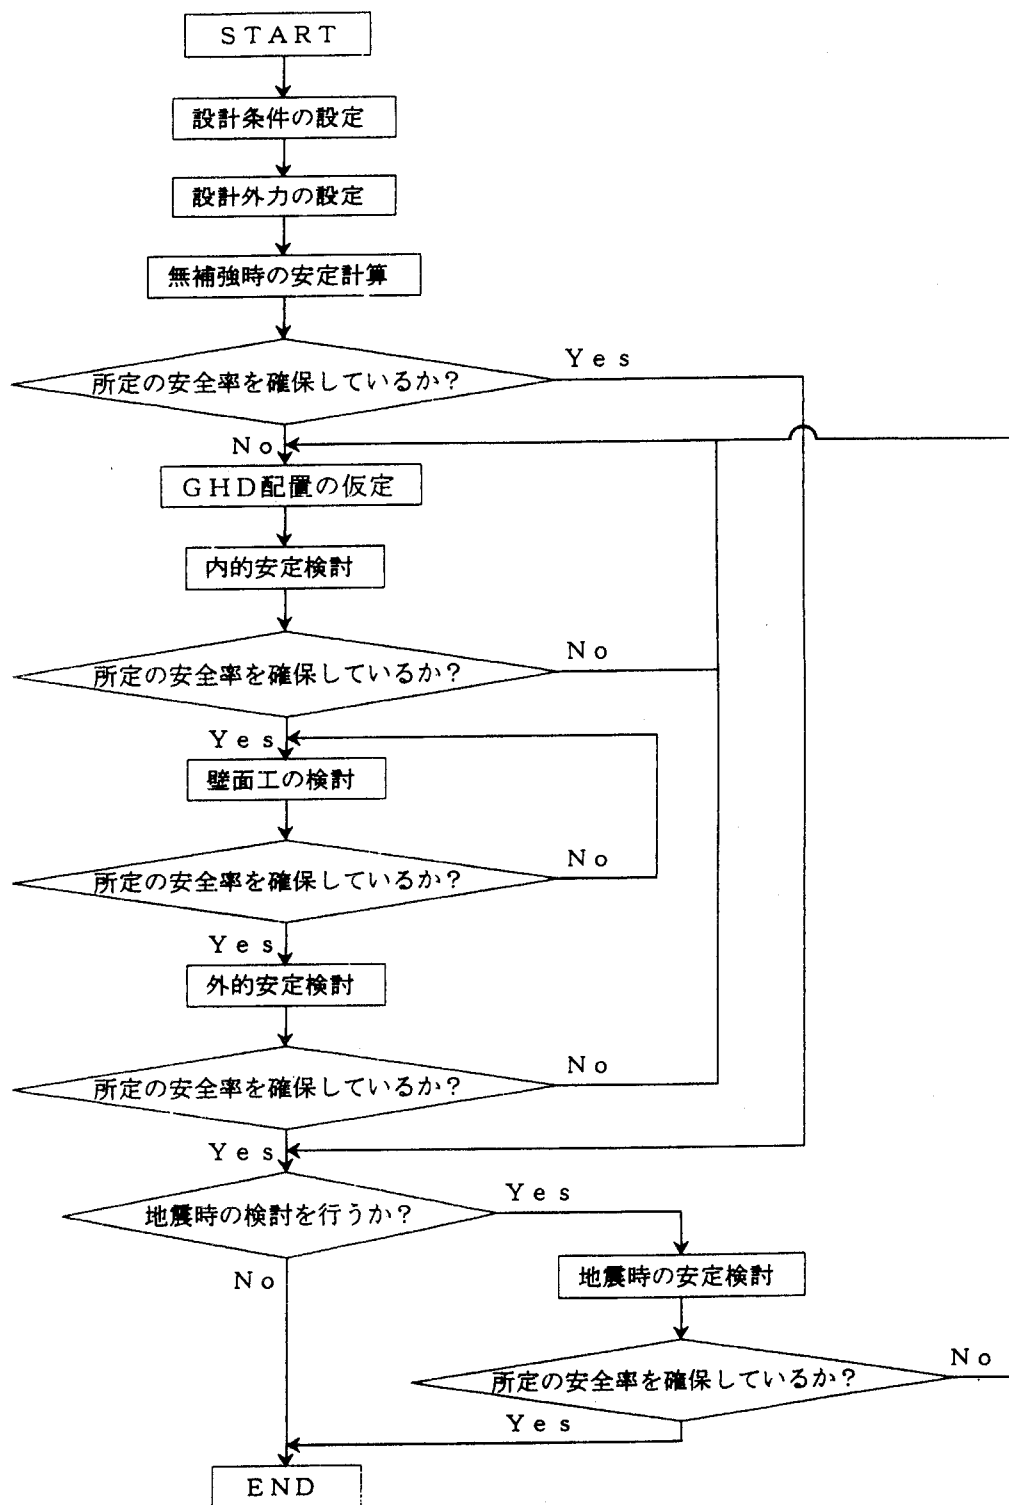 START
設計条件の設定
設計外力の設定
無補強時の安定計算
所定の安全率を確保しているか？
Yes
No
GHD配置の仮定
内的安定検討
所定の安全率を確保しているか？
No
Yes
壁面工の検討
所定の安全率を確保しているか？
No
Yes
外的安定検討
所定の安全率を確保しているか？
No
Yes
地震時の検討を行うか？
Yes
No
地震時の安定検討
所定の安全率を確保しているか？
No
Yes
END